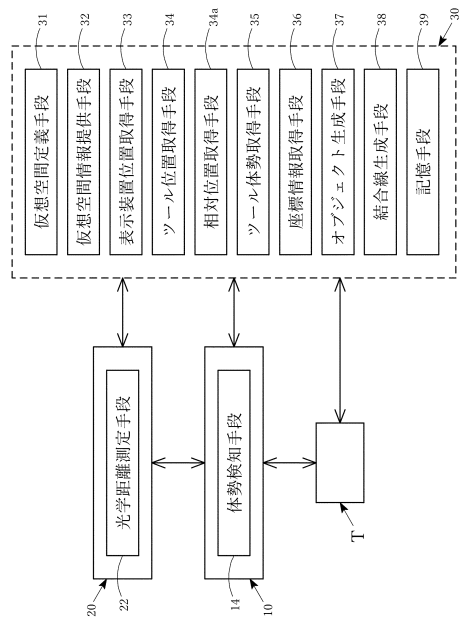 30
31
仮想空間定義手段
32
仮想空間情報提供手段
33
表示装置位置取得手段
34
ツール位置取得手段
34a
相対位置取得手段
35
ツール体勢取得手段
36
座標情報取得手段
37
オブジェクト生成手段
38
結合線生成手段
39
記憶手段
20
22
光学距離測定手段
10
14
体勢検知手段
T